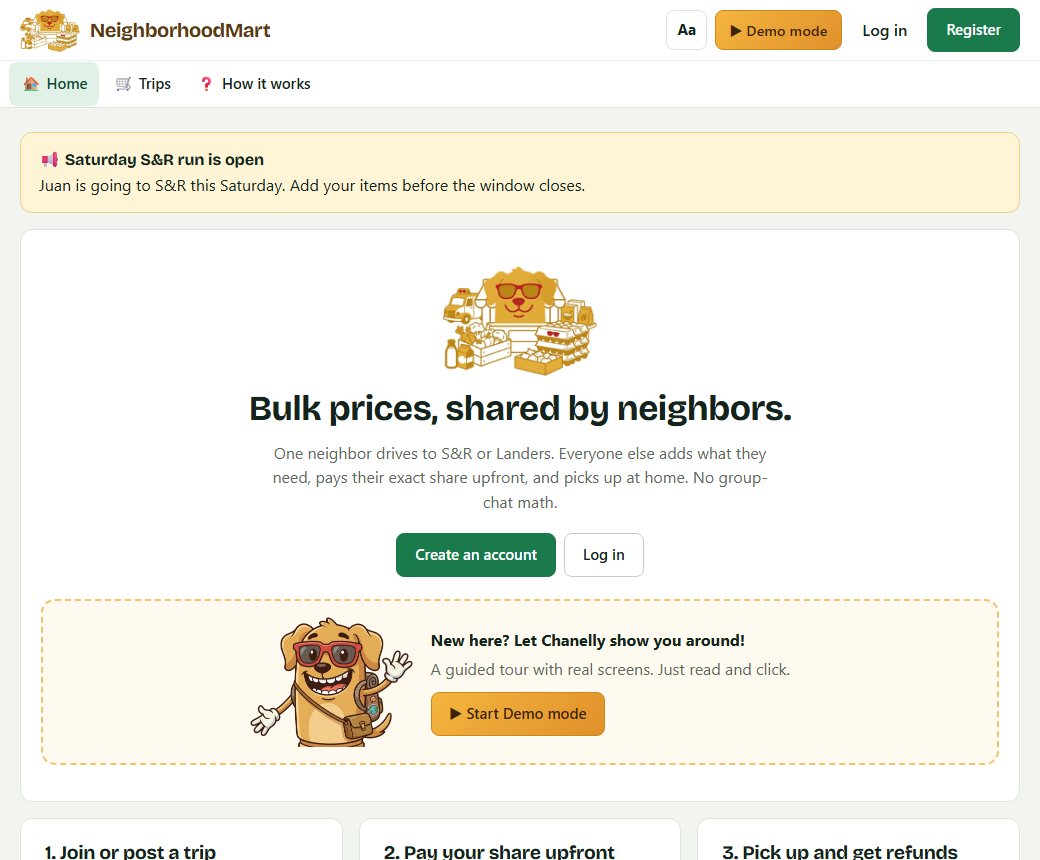 NeighborhoodMart
Aa
▶ Demo mode
Log in
Register
Home
Trips
❓ How it works
Saturday S&R run is open
Juan is going to S&R this Saturday. Add your items before the window closes.
Bulk prices, shared by neighbors.
One neighbor drives to S&R or Landers. Everyone else adds what they
need, pays their exact share upfront, and picks up at home. No group-
chat math.
Create an account
Log in
New here? Let Chanelly show you around!
A guided tour with real screens. Just read and click.
▶ Start Demo mode
1. Join or post a trip
2. Pay your share upfront
3. Pick up and get refunds